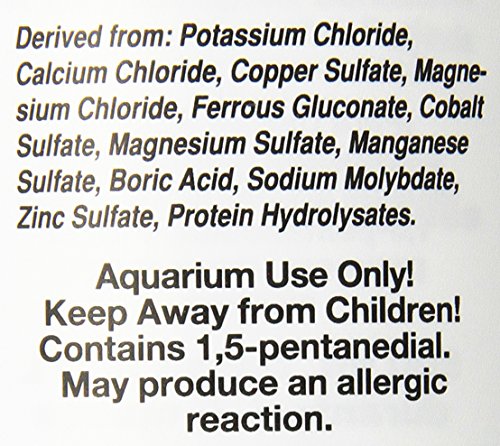 Derived from: Potassium Chloride,
Calcium Chloride, Copper Sulfate, Magne-
sium Chloride, Ferrous Gluconate, Cobalt
Sulfate, Magnesium Sulfate, Manganese
Sulfate, Boric Acid, Sodium Molybdate,
Zinc Sulfate, Protein Hydrolysates.
Aquarium Use Only!
Keep Away from Children!
Contains 1,5-pentanedial.
May produce an allergic
reaction.